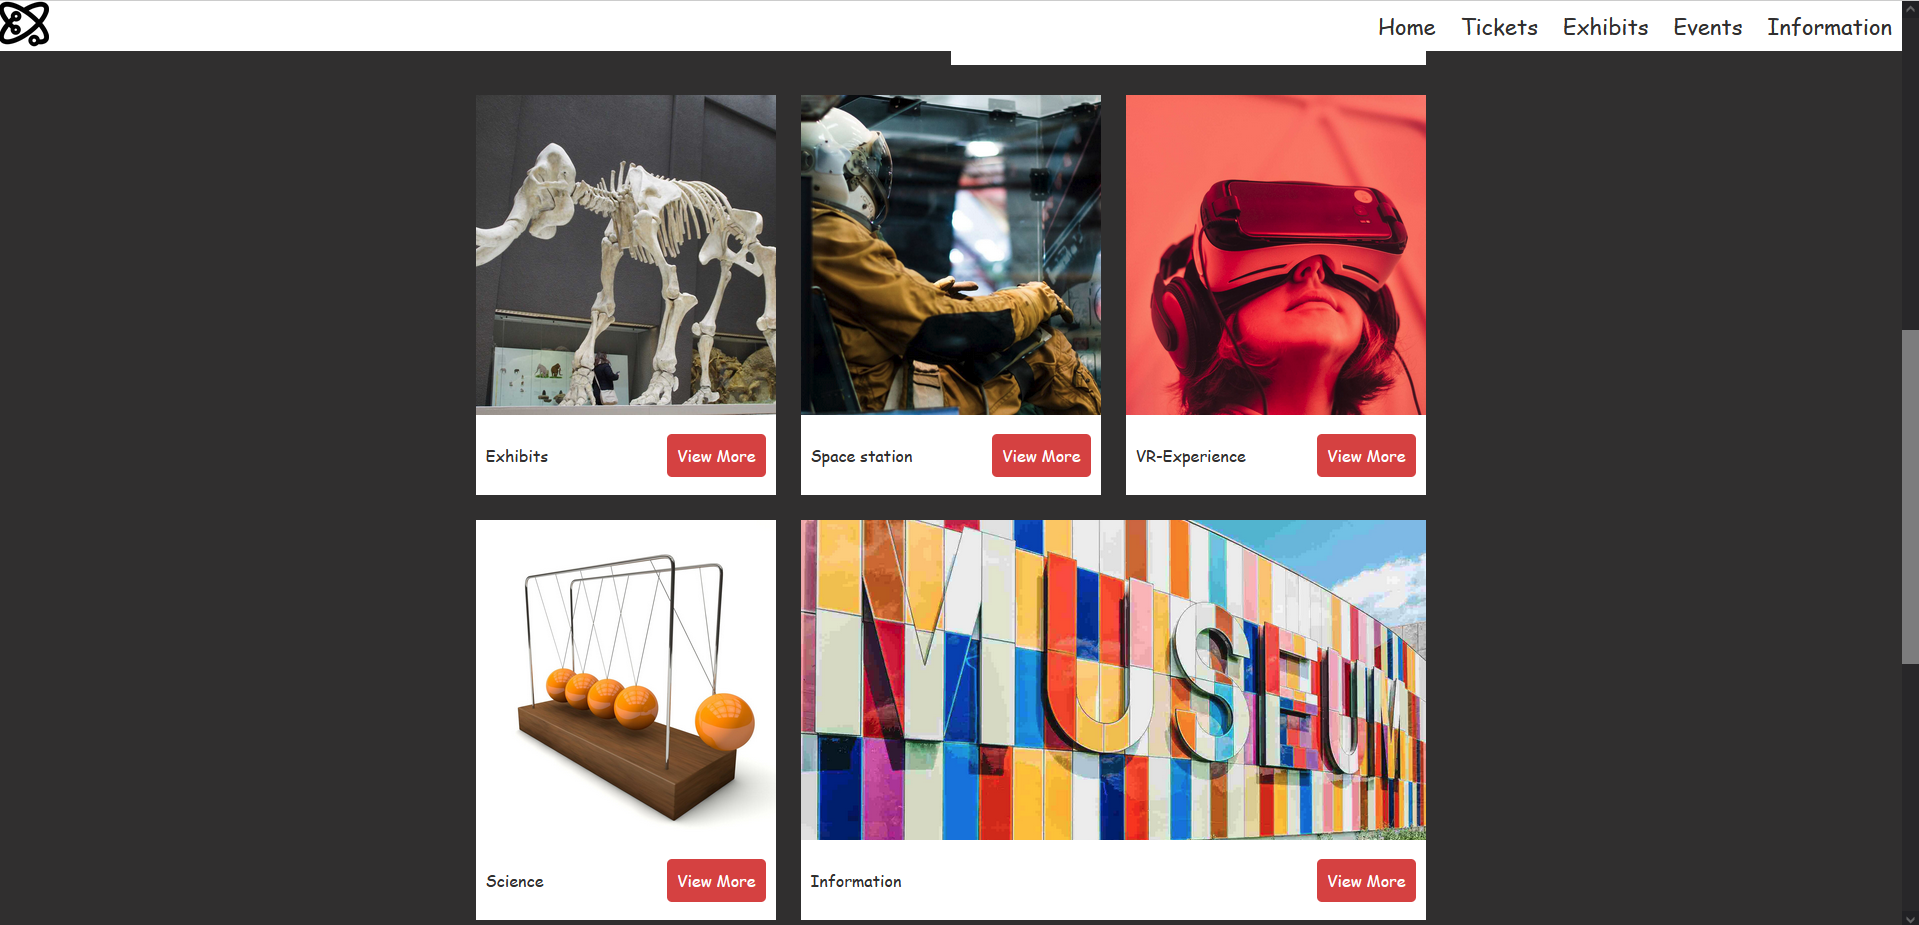 Home Tickets Exhibits Events Information
Exhibits View More
Space station View More
VR-Experience View More
MUSEUM
Science View More
Information View More